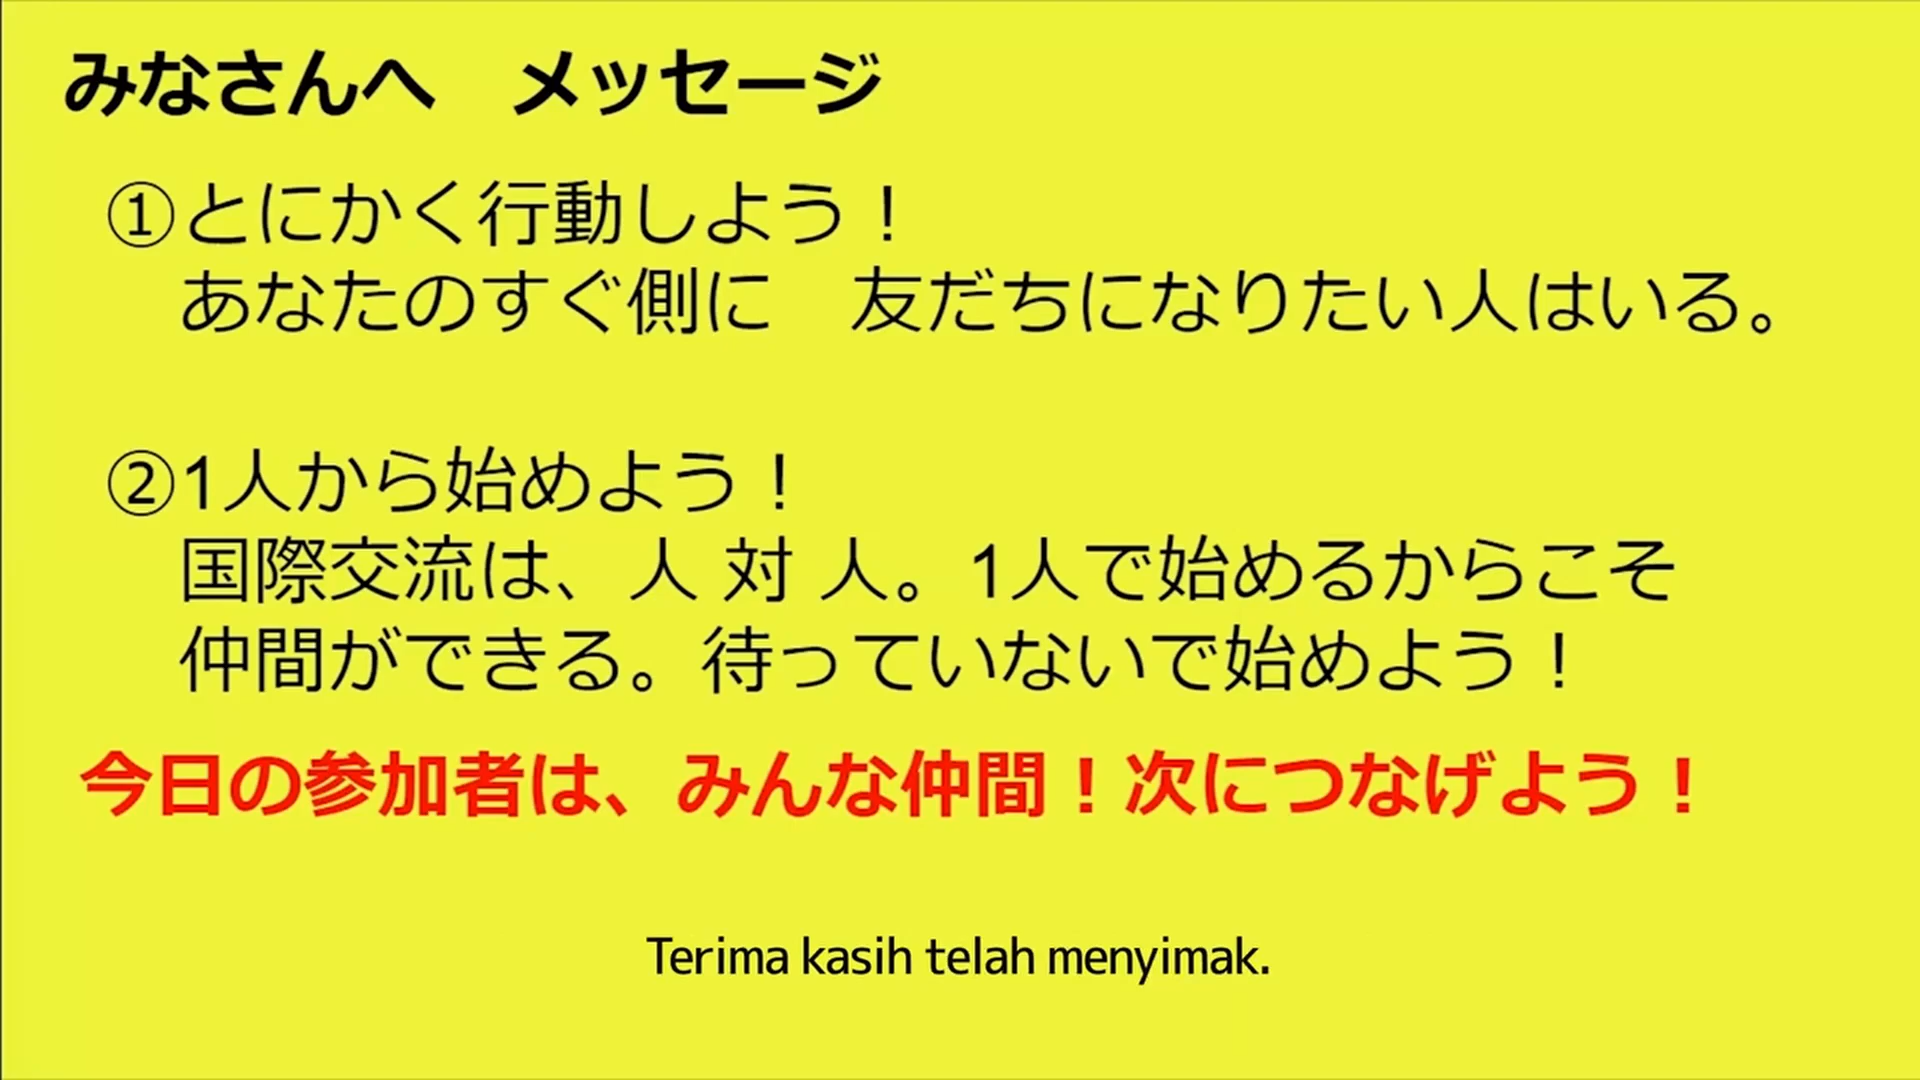 みなさんへ　メッセージ
①とにかく行動しよう！
あなたのすぐ側に　友だちになりたい人はいる。
②1人から始めよう！
国際交流は、人 対 人。1人で始めるからこそ
仲間ができる。待っていないで始めよう！
今日の参加者は、みんな仲間！次につなげよう！
Terima kasih telah menyimak.